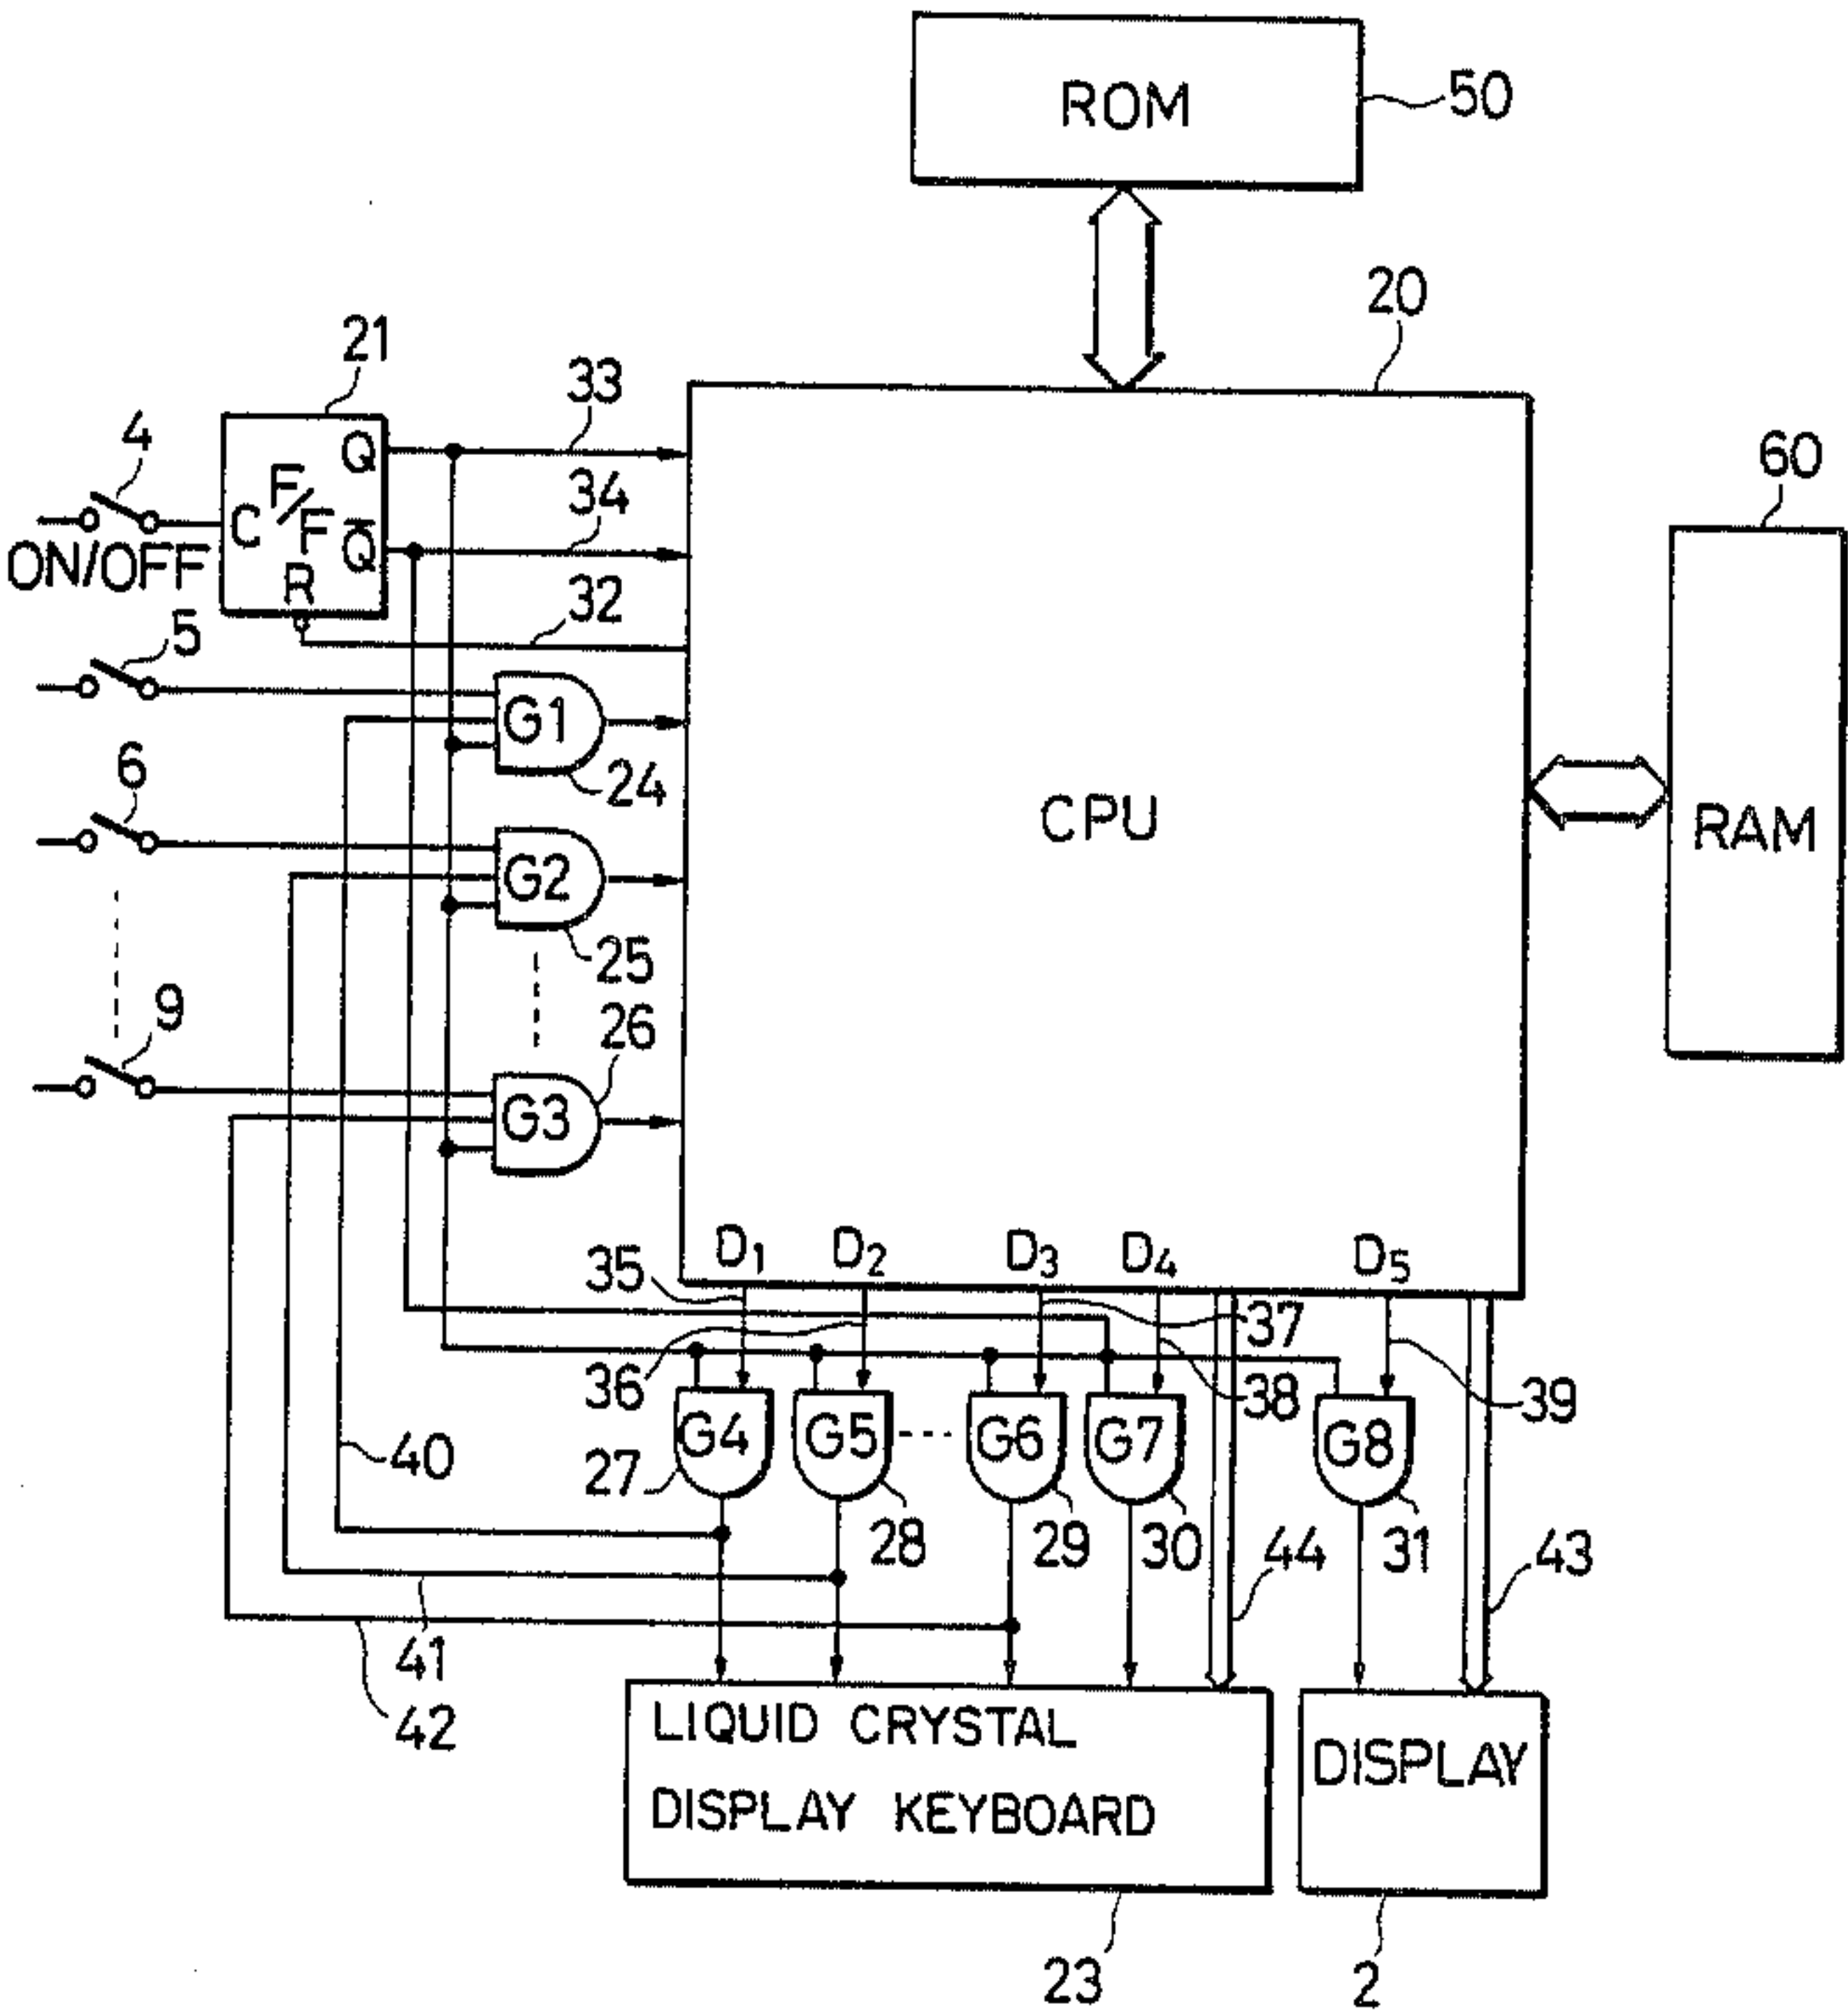 ROM
50
20
21
33
4
Q
60
F/F
34
C
Q̅
ON/OFF
R
32
5
G1
6
24
CPU
RAM
G2
25
9
26
G3
D1
D2
D3
D4
D5
35
37
36
38
39
G4
G5
G6
G7
G8
40
27
28
29
30
44
31
43
41
42
LIQUID CRYSTAL
DISPLAY KEYBOARD
DISPLAY
23
2